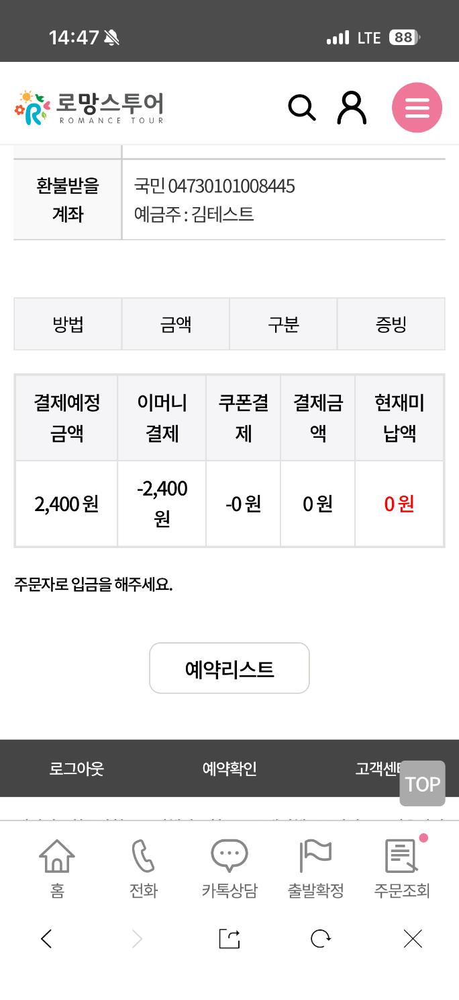 14:47
LTE 88
로망스투어
ROMANCE TOUR
환불받을
계좌
국민 04730101008445
예금주 : 김테스트
방법 금액 구분 증빙
결제예정
금액
이머니
결제
쿠폰결
제
결제금
액
현재미
납액
2,400 원
-2,400
원
-0 원
0 원
0 원
주문자로 입금을 해주세요.
예약리스트
로그아웃 예약확인 고객센터
TOP
홈 전화 카톡상담 출발확정 주문조회